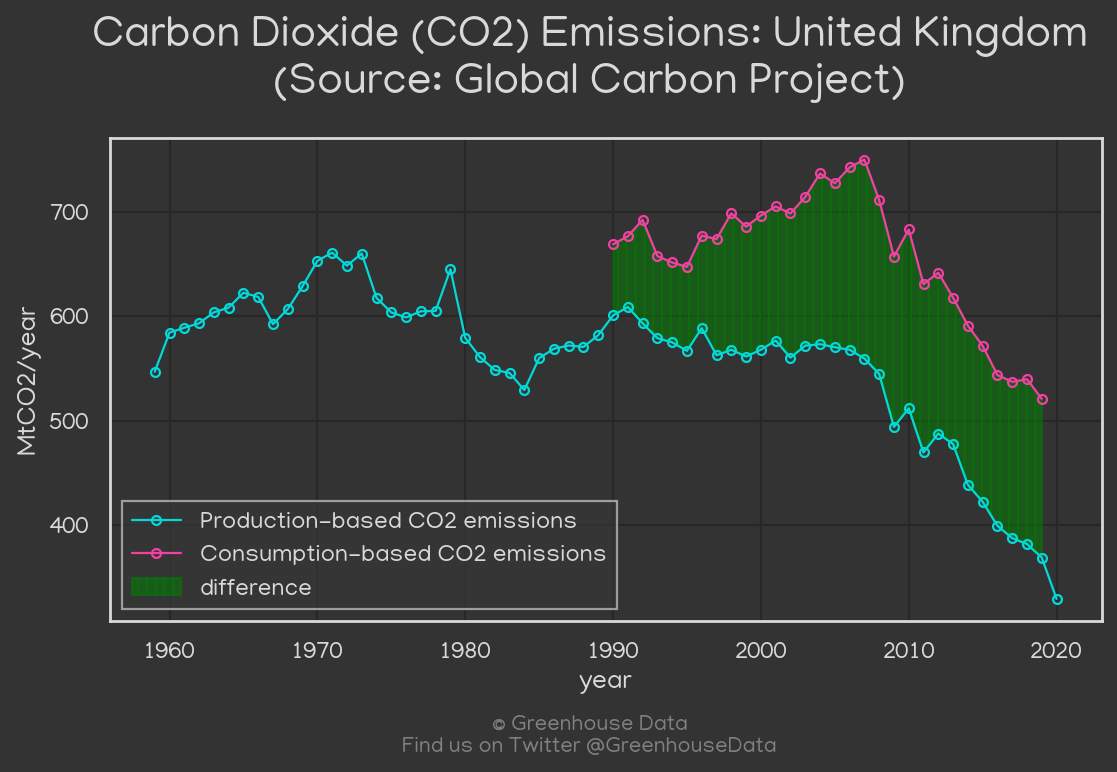 Carbon Dioxide (CO2) Emissions: United Kingdom
(Source: Global Carbon Project)
MtCO2/year
700
600
500
400
Production-based CO2 emissions
Consumption-based CO2 emissions
difference
1960 1970 1980 1990 2000 2010 2020
year
© Greenhouse Data
Find us on Twitter @GreenhouseData